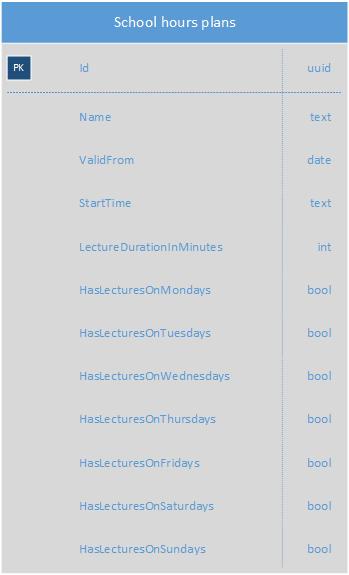 School hours plans
PK Id uuid
Name text
ValidFrom date
StartTime text
LectureDurationInMinutes int
HasLecturesOnMondays bool
HasLecturesOnTuesdays bool
HasLecturesOnWednesdays bool
HasLecturesOnThursdays bool
HasLecturesOnFridays bool
HasLecturesOnSaturdays bool
HasLecturesOnSundays bool